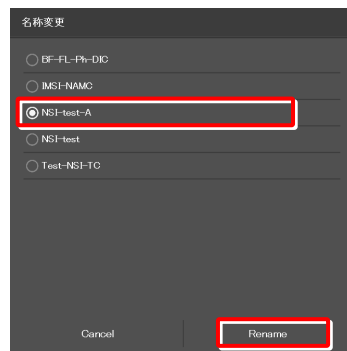 名称変更
BF-FL-Ph-DIC
IMSI-NAMC
NSI-test-A
NSI-test
Test-NSI-TC
Cancel
Rename